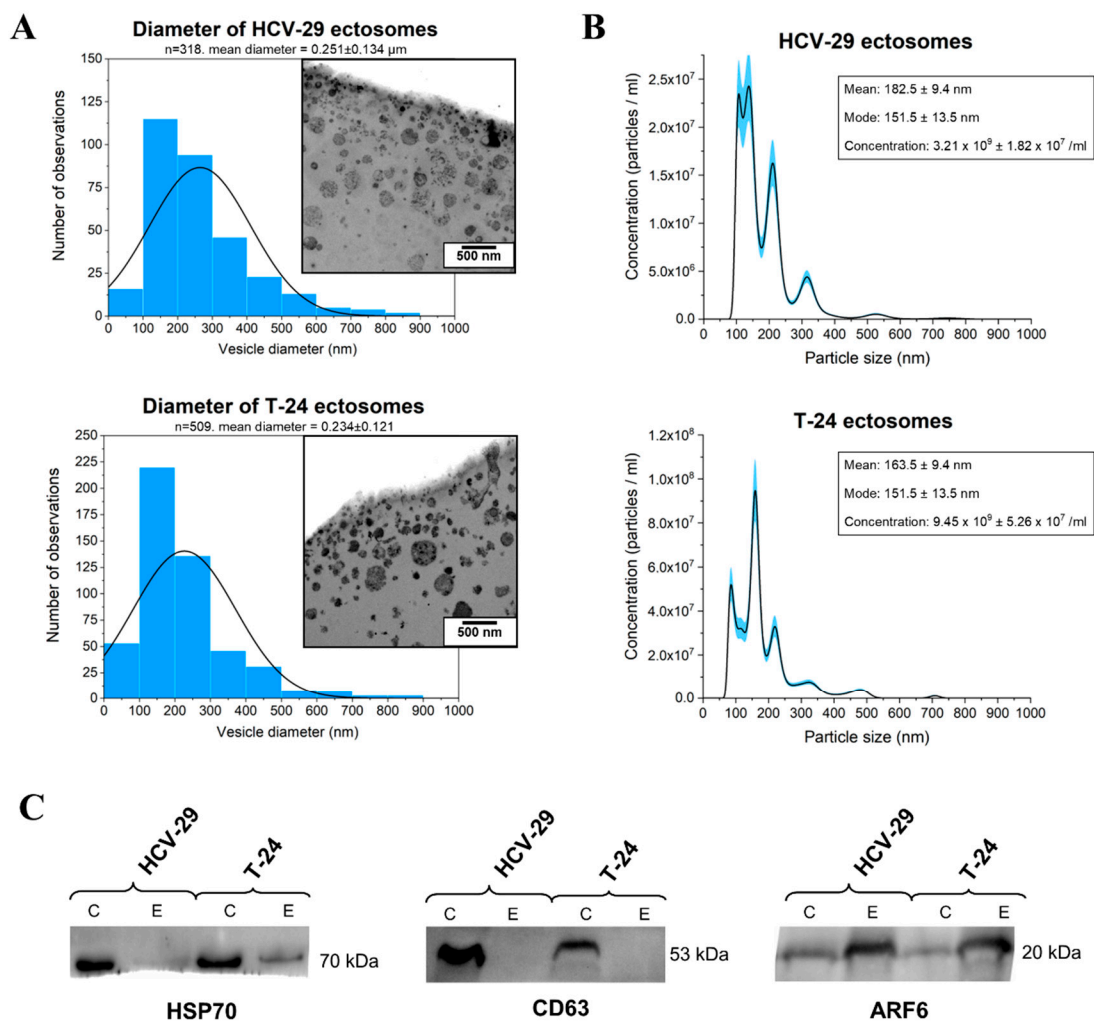 A
Diameter of HCV-29 ectosomes
n=318. mean diameter = 0.251±0.134 µm
150
125
100
75
50
25
0
Number of observations
500 nm
0 100 200 300 400 500 600 700 800 900 1000
Vesicle diameter (nm)
Diameter of T-24 ectosomes
n=509. mean diameter = 0.234±0.121
250
225
200
175
150
125
100
75
50
25
0
Number of observations
500 nm
0 100 200 300 400 500 600 700 800 900 1000
Vesicle diameter (nm)
B
HCV-29 ectosomes
Mean: 182.5 ± 9.4 nm
Mode: 151.5 ± 13.5 nm
Concentration: 3.21 x 10⁹ ± 1.82 x 10⁷ /ml
2.5x10⁷
2.0x10⁷
1.5x10⁷
1.0x10⁷
5.0x10⁶
0.0
Concentration (particles / ml)
0 100 200 300 400 500 600 700 800 900 1000
Particle size (nm)
T-24 ectosomes
Mean: 163.5 ± 9.4 nm
Mode: 151.5 ± 13.5 nm
Concentration: 9.45 x 10⁹ ± 5.26 x 10⁷ /ml
1.2x10⁸
1.0x10⁸
8.0x10⁷
6.0x10⁷
4.0x10⁷
2.0x10⁷
0.0
Concentration (particles / ml)
0 100 200 300 400 500 600 700 800 900 1000
Particle size (nm)
C
HCV-29 T-24
C E C E
70 kDa
HSP70
HCV-29 T-24
C E C E
53 kDa
CD63
HCV-29 T-24
C E C E
20 kDa
ARF6